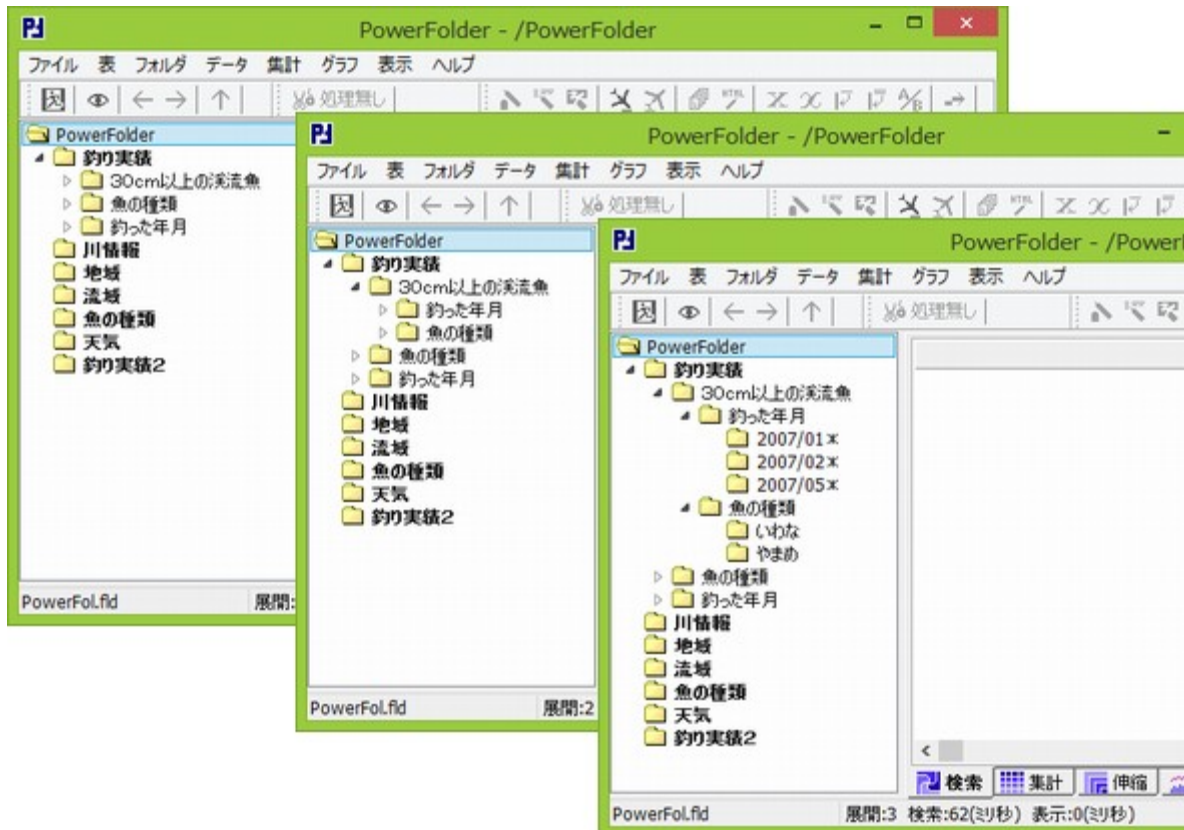 PowerFolder - /PowerFolder
ファイル 表 フォルダ データ 集計 グラフ 表示 ヘルプ
処理無し
PowerFolder
釣り実績
30cm以上の渓流魚
魚の種類
釣った年月
川情報
地域
流域
魚の種類
天気
釣り実績2
PowerFol.fld 展開:
PowerFolder - /PowerFolder
ファイル 表 フォルダ データ 集計 グラフ 表示 ヘルプ
処理無し
PowerFolder
釣り実績
30cm以上の渓流魚
釣った年月
魚の種類
魚の種類
釣った年月
川情報
地域
流域
魚の種類
天気
釣り実績2
PowerFol.fld 展開:2
PowerFolder - /Power
ファイル 表 フォルダ データ 集計 グラフ 表示 ヘルプ
処理無し
PowerFolder
釣り実績
30cm以上の渓流魚
釣った年月
2007/01*
2007/02*
2007/05*
魚の種類
いわな
やまめ
魚の種類
釣った年月
川情報
地域
流域
魚の種類
天気
釣り実績2
検索 集計 伸縮
PowerFol.fld 展開:3 検索:62(ミリ秒) 表示:0(ミリ秒)